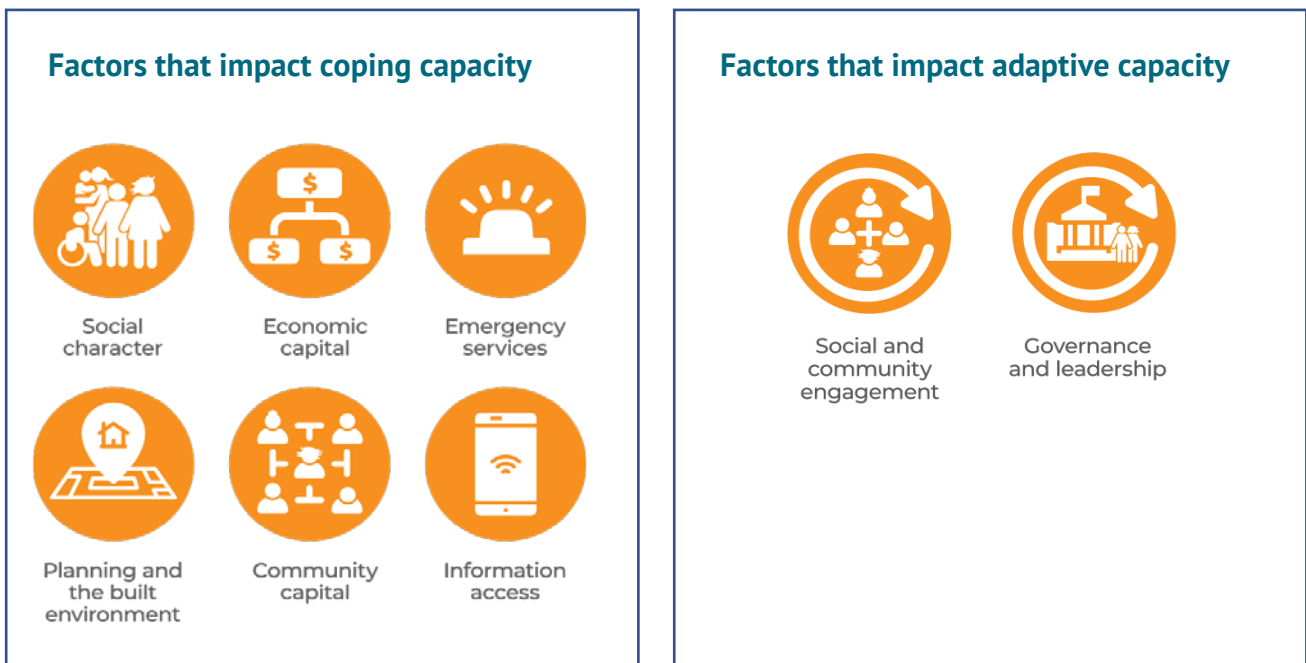 Factors that impact coping capacity
Social
character
Economic
capital
Emergency
services
Planning and
the built
environment
Community
capital
Information
access
Factors that impact adaptive capacity
Social and
community
engagement
Governance
and leadership
$
$
$